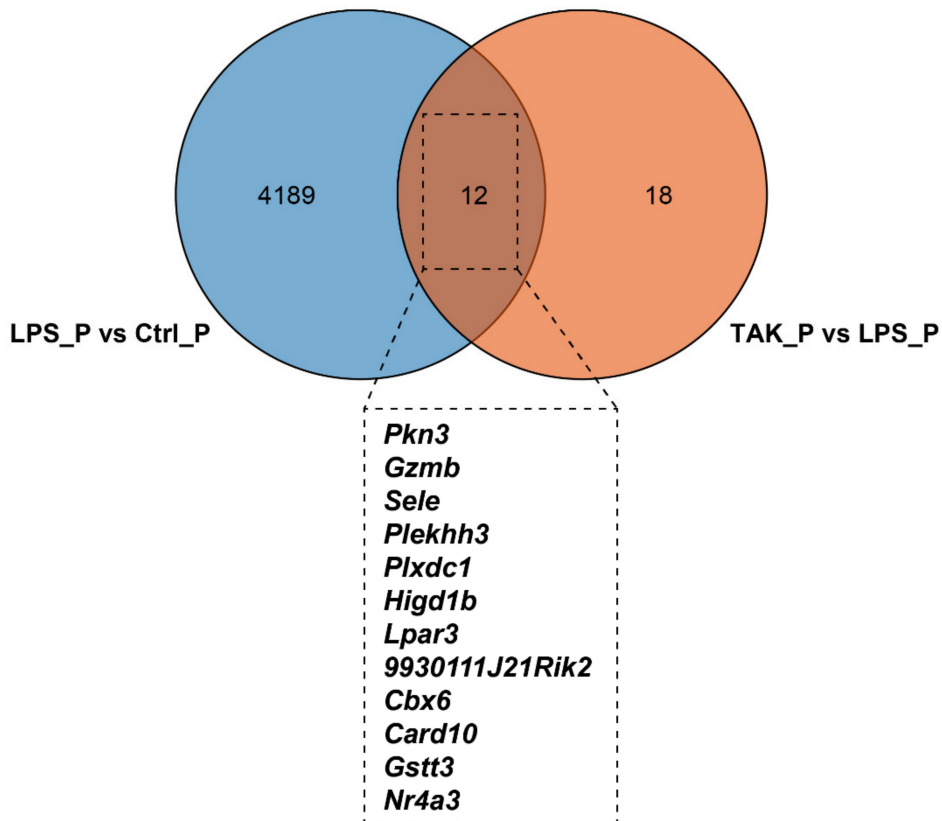 4189
12
18
LPS_P vs Ctrl_P
TAK_P vs LPS_P
Pkn3
Gzmb
Sele
Plekhh3
Plxdc1
Higd1b
Lpar3
9930111J21Rik2
Cbx6
Card10
Gstt3
Nr4a3